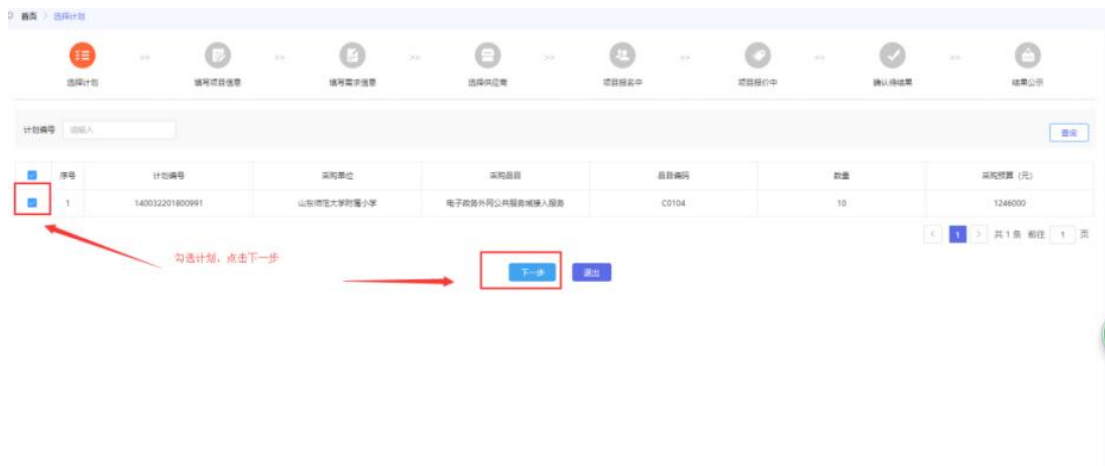 首页 > 选择计划
选择计划 >> 填写项目信息 >> 填写需求信息 >> 选择供应商 >> 项目报名中 >> 项目报价中 >> 确认待结果 >> 结果公示
计划编号 请输入 查询
序号 计划编号 采购单位 采购品目 品目编码 数量 采购预算（元）
1 140032201800991 山东师范大学附属小学 电子政务外网公共服务域接入服务 C0104 10 1246000
< 1 > 共1条 前往 1 页
勾选计划，点击下一步
下一步 退出